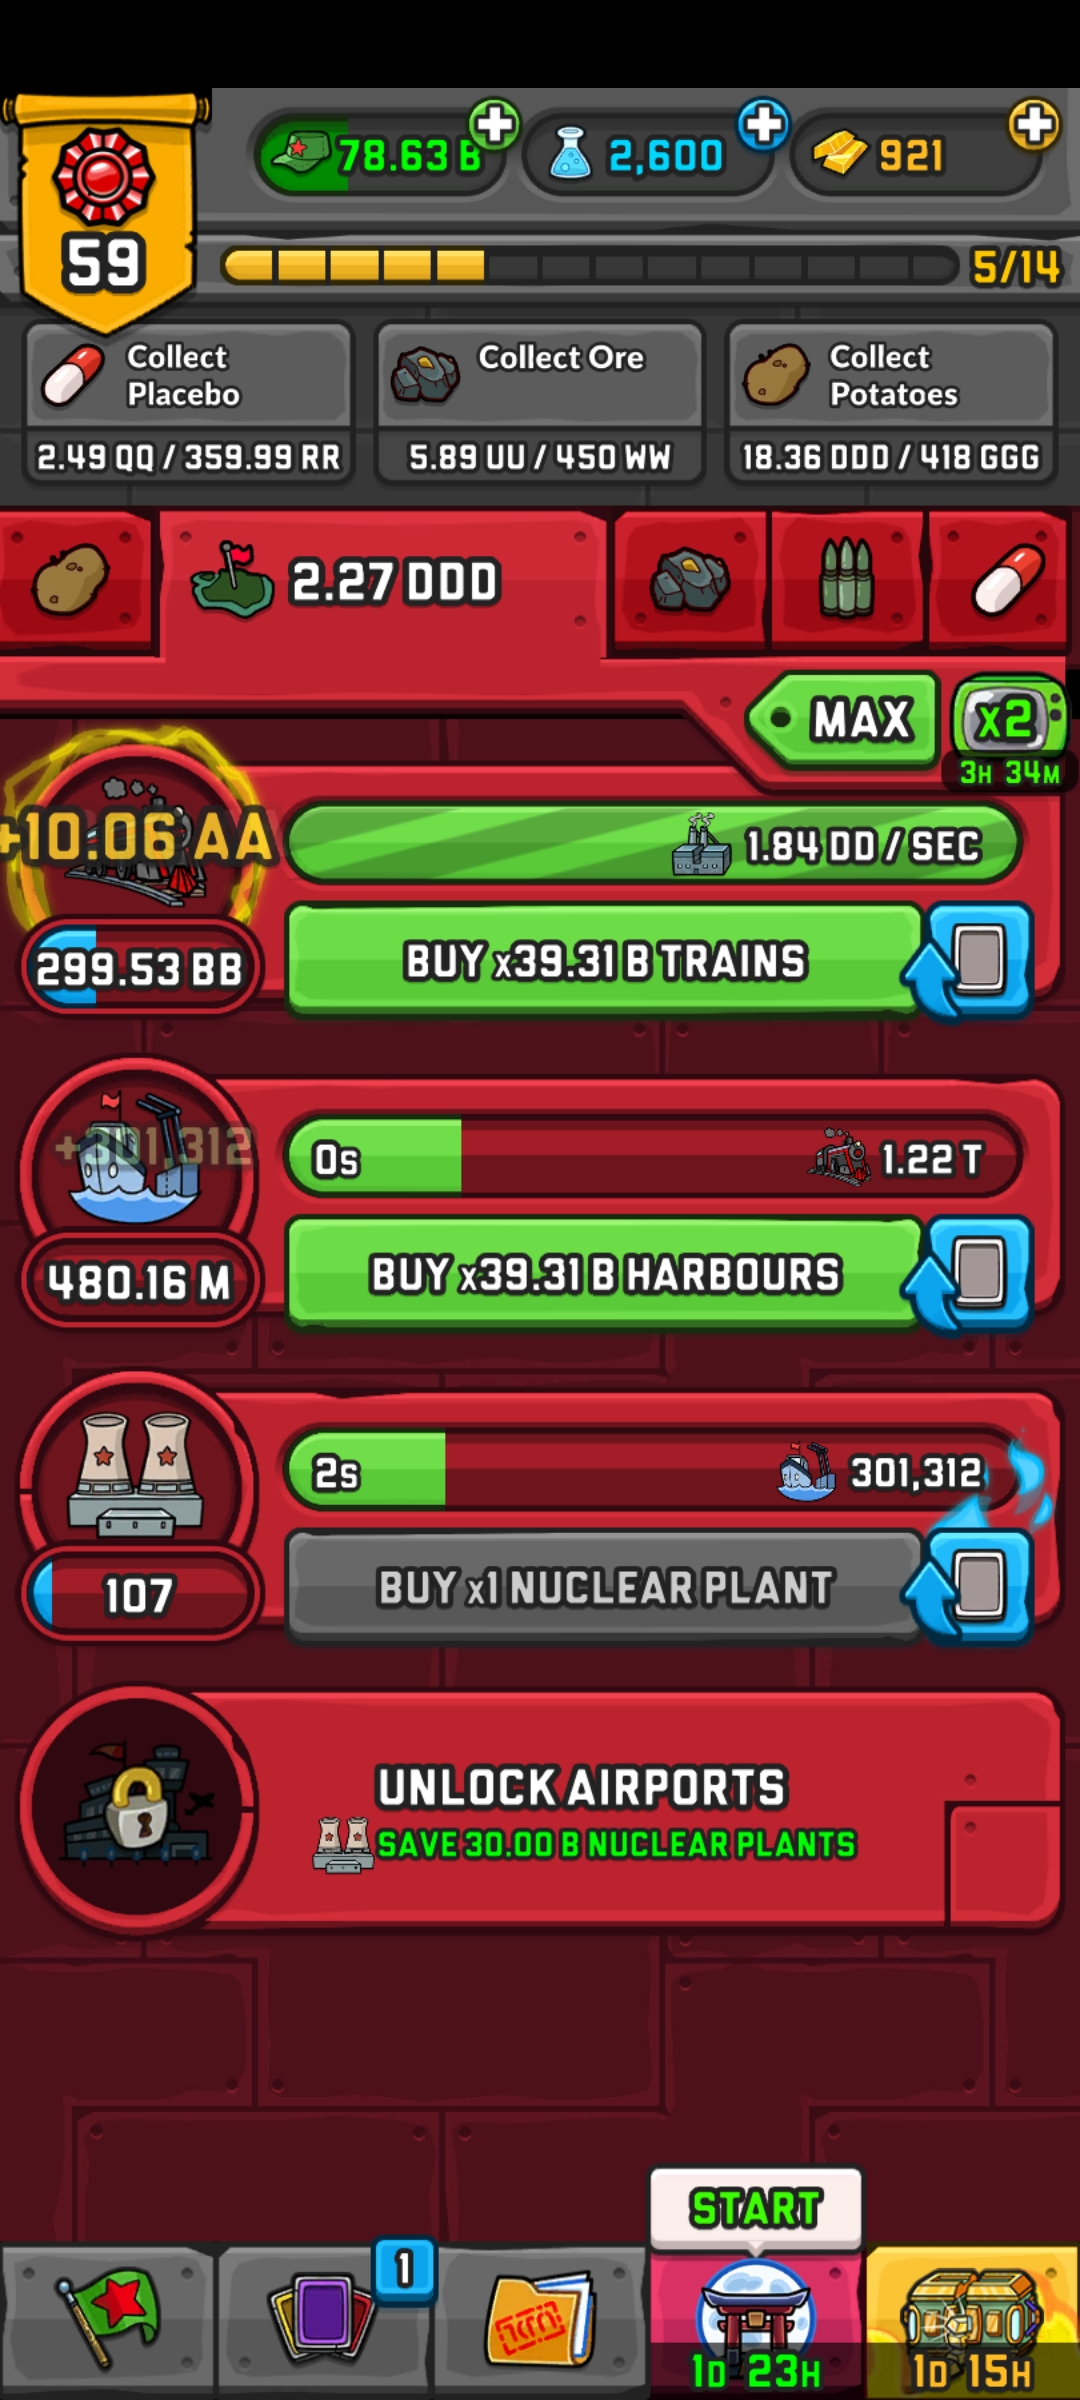 78.63 B
2,600
921
59
5/14
Collect
Placebo
2.49 QQ / 359.99 RR
Collect Ore
5.89 UU / 450 WW
Collect
Potatoes
18.36 DDD / 418 GGG
2.27 DDD
MAX
x2
3H 34M
+10.06 AA
1.84 DD / SEC
299.53 BB
BUY x39.31 B TRAINS
+301,312
0s
1.22 T
480.16 M
BUY x39.31 B HARBOURS
2s
301,312
107
BUY x1 NUCLEAR PLANT
UNLOCK AIRPORTS
SAVE 30.00 B NUCLEAR PLANTS
START
1
1D 23H
1D 15H